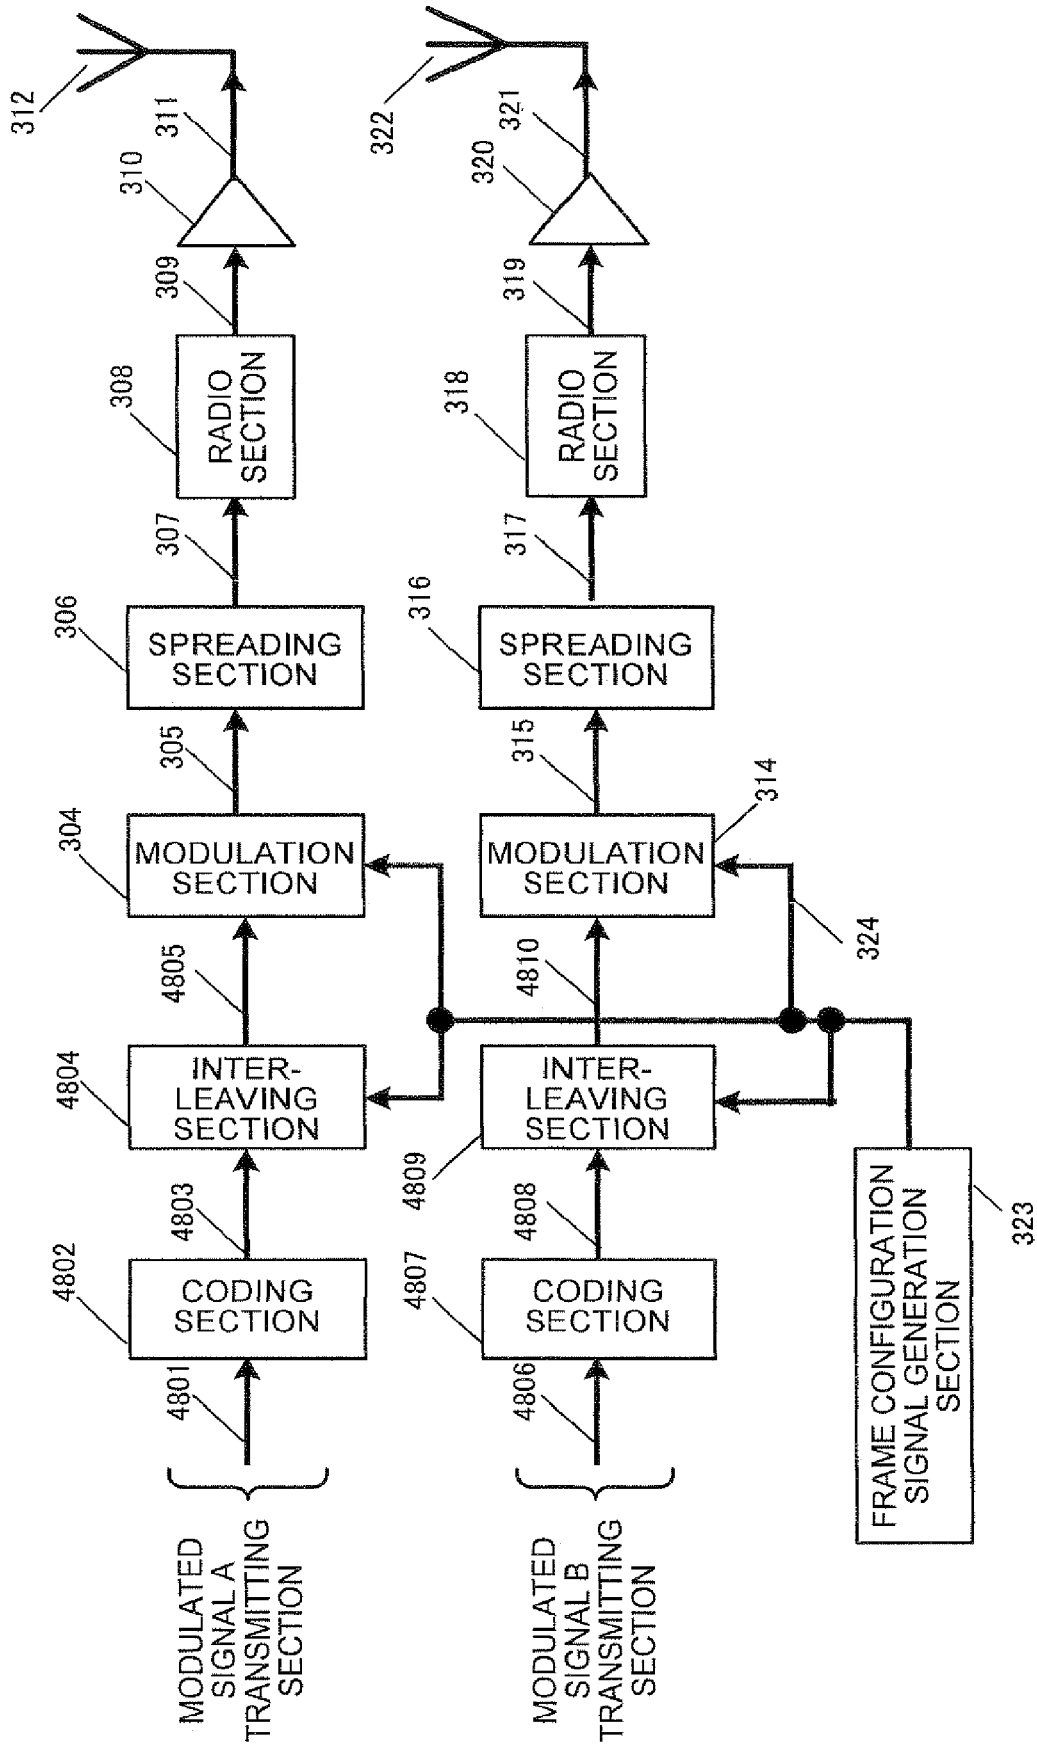 MODULATED
SIGNAL A
TRANSMITTING
SECTION
4801
4802
CODING
SECTION
4803
4804
INTER-
LEAVING
SECTION
4805
304
MODULATION
SECTION
305
306
SPREADING
SECTION
307
308
RADIO
SECTION
309
310
311
312
MODULATED
SIGNAL B
TRANSMITTING
SECTION
4806
4807
CODING
SECTION
4808
4809
INTER-
LEAVING
SECTION
4810
MODULATION
SECTION
314
315
316
SPREADING
SECTION
317
318
RADIO
SECTION
319
320
321
322
324
FRAME CONFIGURATION
SIGNAL GENERATION
SECTION
323